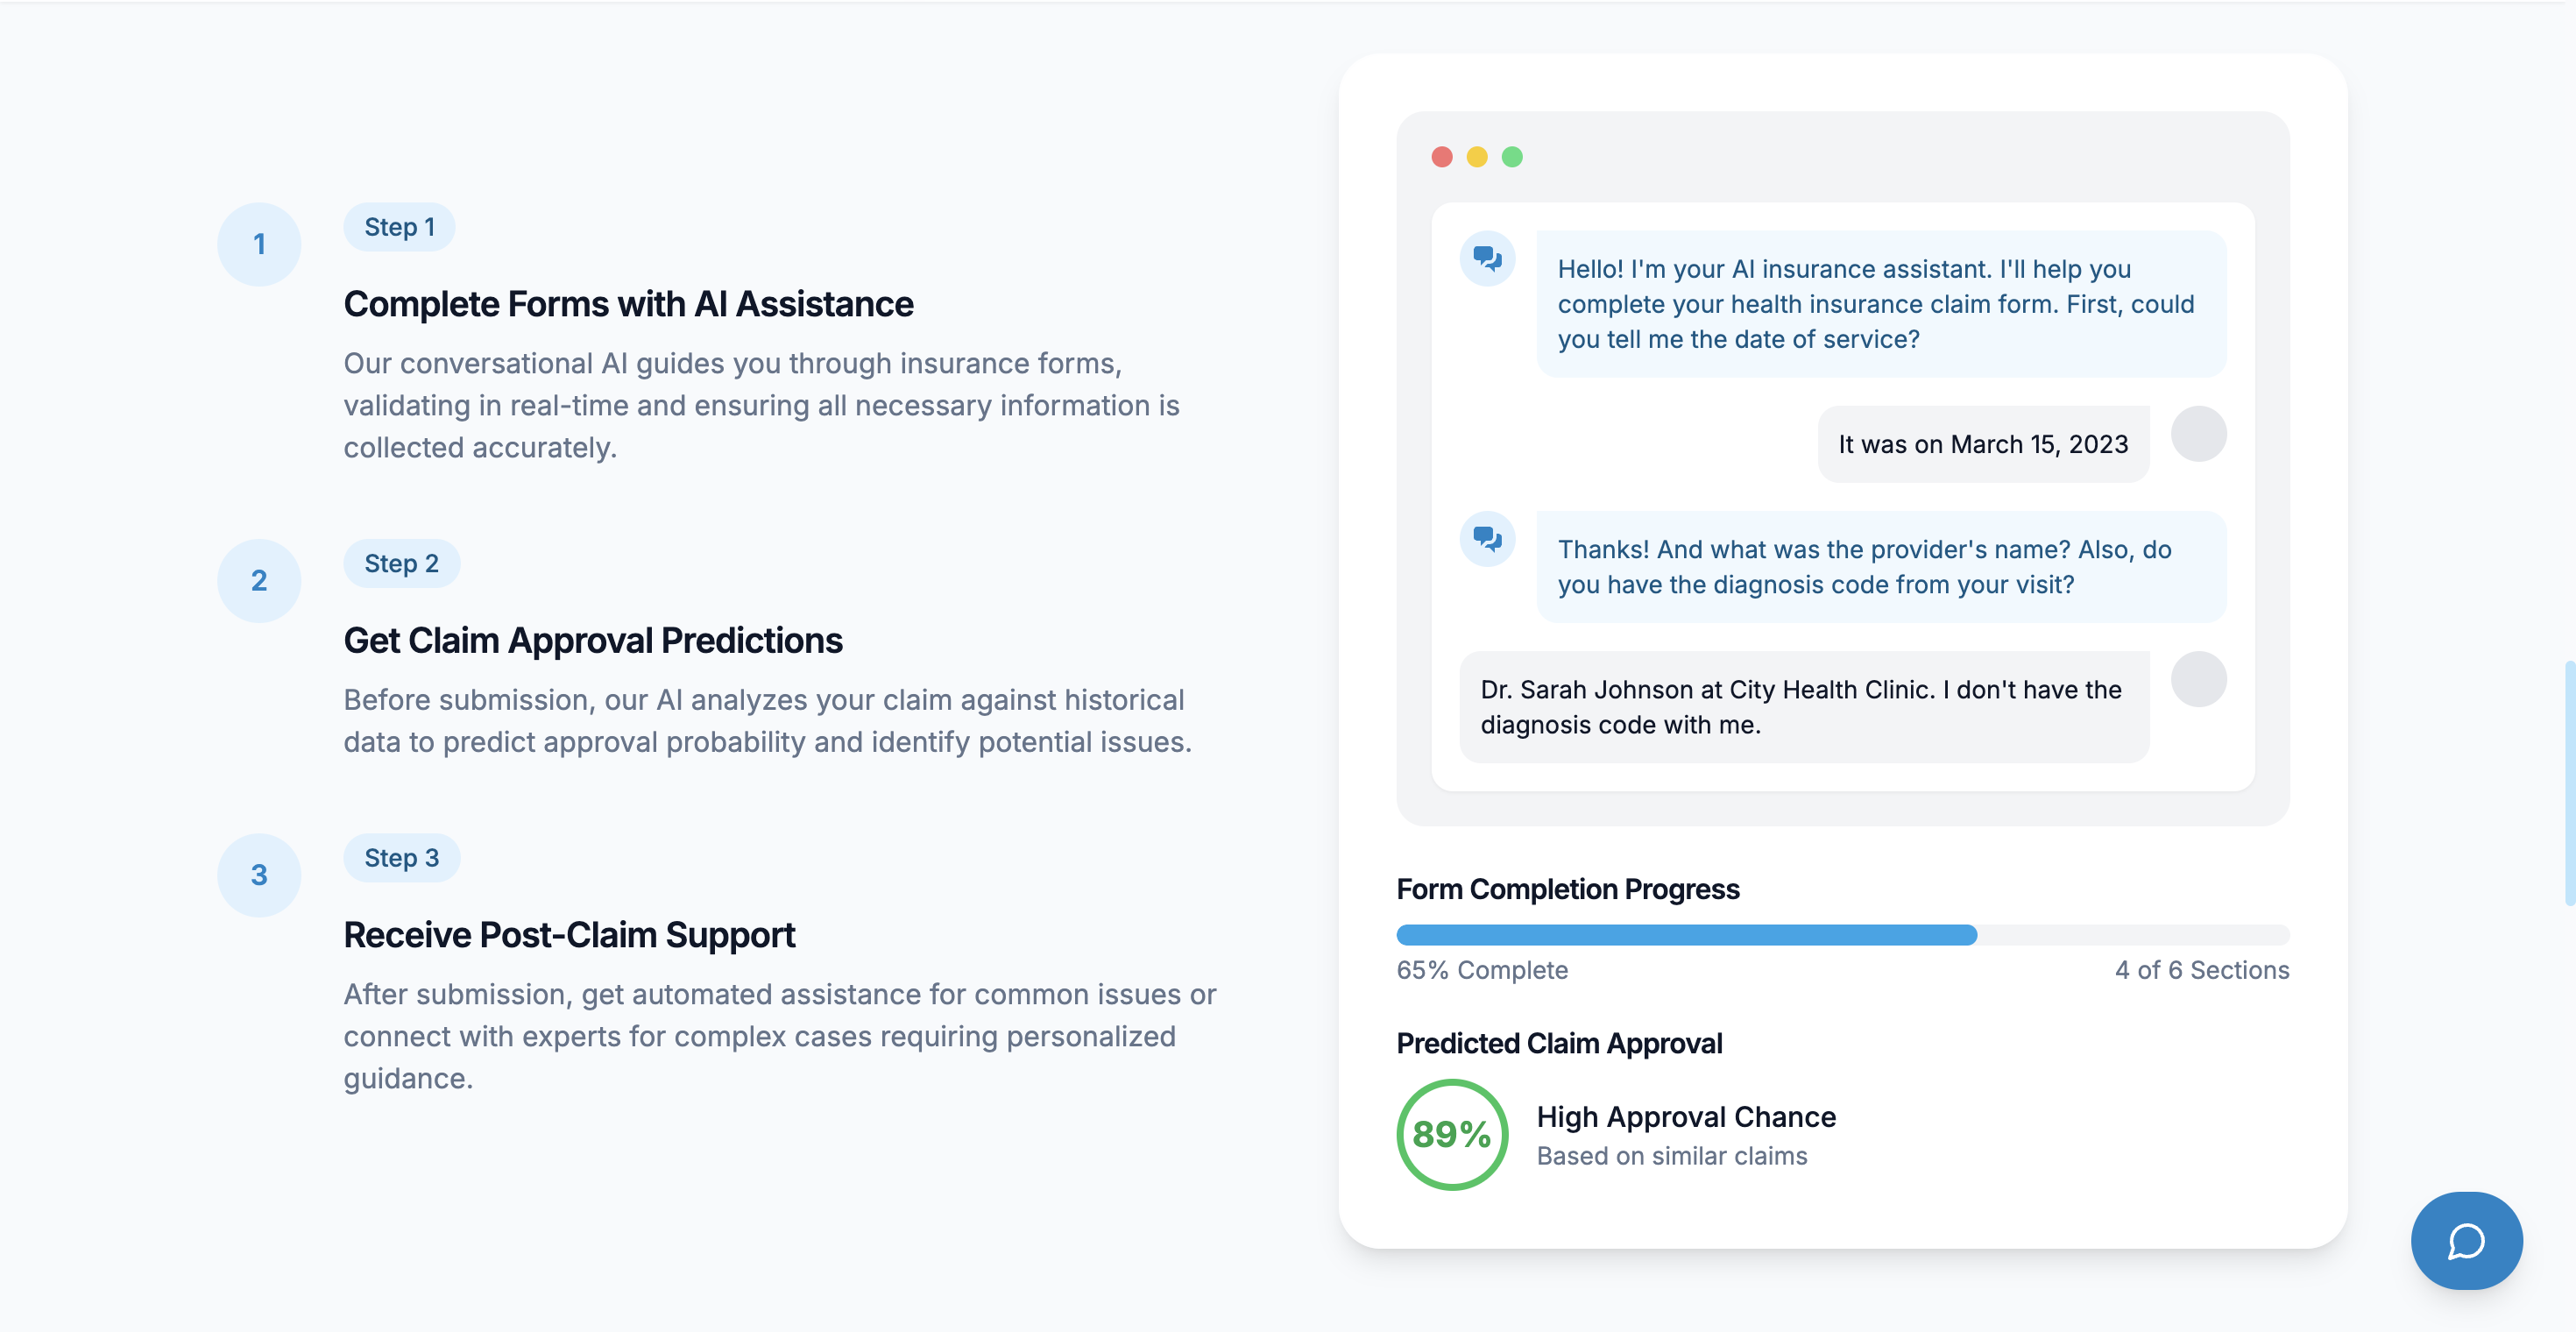 1
Step 1
Complete Forms with AI Assistance
Our conversational AI guides you through insurance forms,
validating in real-time and ensuring all necessary information is
collected accurately.
2
Step 2
Get Claim Approval Predictions
Before submission, our AI analyzes your claim against historical
data to predict approval probability and identify potential issues.
3
Step 3
Receive Post-Claim Support
After submission, get automated assistance for common issues or
connect with experts for complex cases requiring personalized
guidance.
Hello! I'm your AI insurance assistant. I'll help you
complete your health insurance claim form. First, could
you tell me the date of service?
It was on March 15, 2023
Thanks! And what was the provider's name? Also, do
you have the diagnosis code from your visit?
Dr. Sarah Johnson at City Health Clinic. I don't have the
diagnosis code with me.
Form Completion Progress
65% Complete
4 of 6 Sections
Predicted Claim Approval
89%
High Approval Chance
Based on similar claims